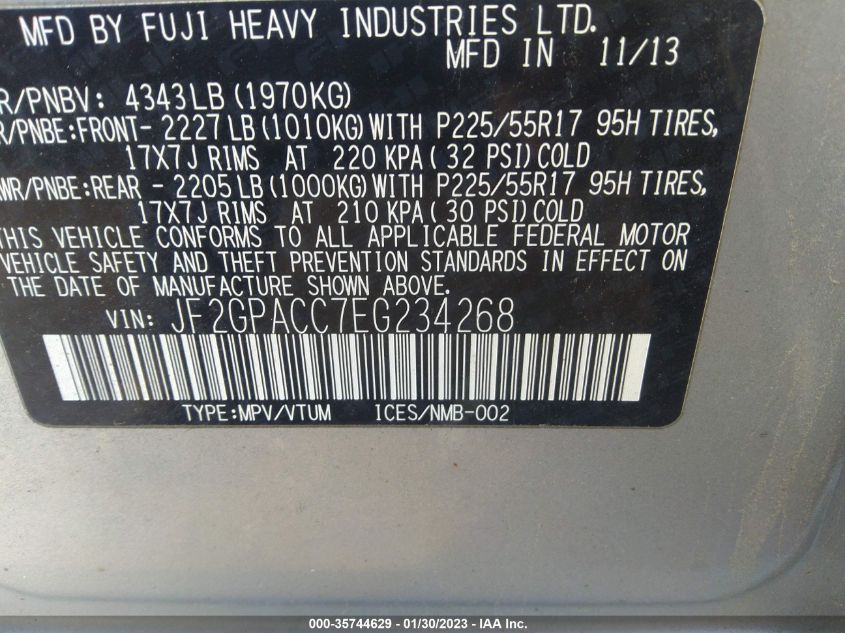 MFD BY FUJI HEAVY INDUSTRIES LTD.
MFD IN 11/13
R/PNBV: 4343LB(1970KG)
R/PNBE:FRONT- 2227LB(1010KG)WITH P225/55R17 95H TIRES,
17X7J RIMS AT 220 KPA(32 PSI)COLD
WR/PNBE:REAR - 2205LB(1000KG)WITH P225/55R17 95H TIRES,
17X7J RIMS AT 210 KPA(30 PSI)COLD
THIS VEHICLE CONFORMS TO ALL APPLICABLE FEDERAL MOTOR
VEHICLE SAFETY AND THEFT PREVENTION STANDARDS IN EFFECT ON
THE DATE OF MANUFACTURE SHOWN ABOVE.
VIN: JF2GPACC7EG234268
TYPE:MPV/VTUM ICES/NMB-002
000-35744629 - 01/30/2023 - IAA Inc.